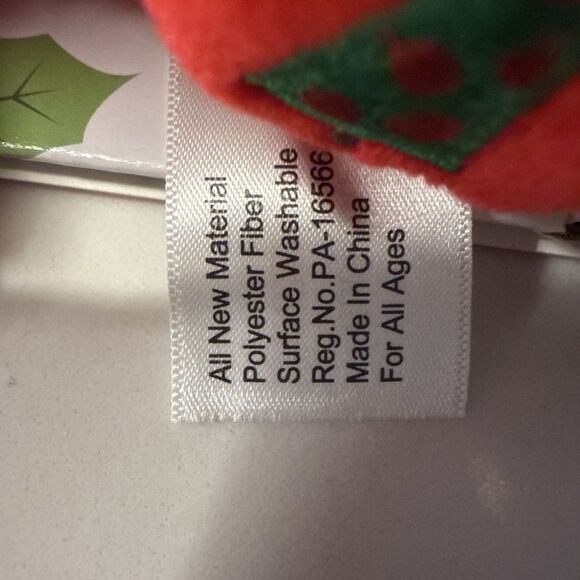 All New Material
Polyester Fiber
Surface Washable
Reg.No.PA-16566
Made In China
For All Ages